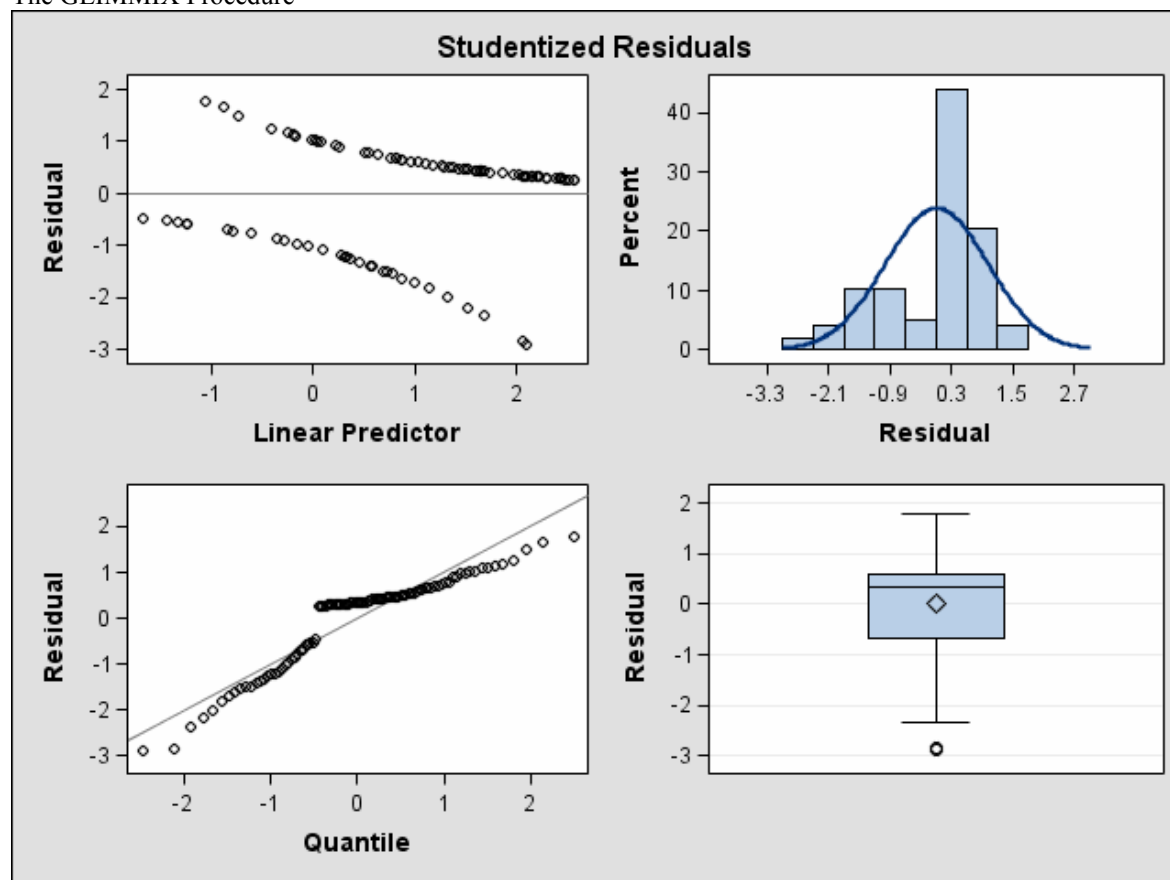 The GLIMMIX Procedure
Studentized Residuals
2
1
0
-1
-2
-3
Residual
-1 0 1 2
Linear Predictor
40
30
20
10
0
Percent
-3.3 -2.1 -0.9 0.3 1.5 2.7
Residual
2
1
0
-1
-2
-3
Residual
-2 -1 0 1 2
Quantile
2
1
0
-1
-2
-3
Residual